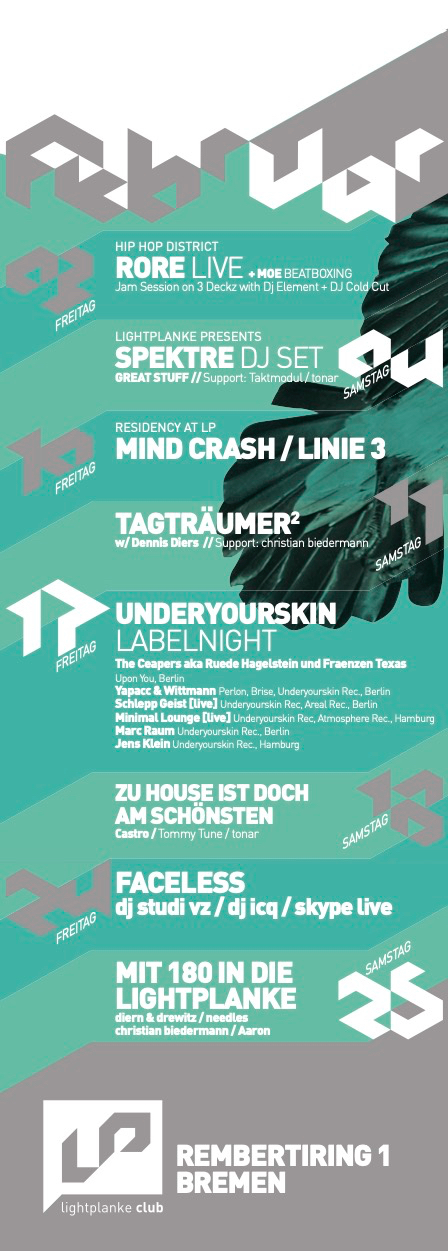 februar
HIP HOP DISTRICT
RORE LIVE + MOE BEATBOXING
Jam Session on 3 Deckz with Dj Element + DJ Cold Cut
03
FREITAG
LIGHTPLANKE PRESENTS
SPEKTRE DJ SET
GREAT STUFF // Support: Taktmodul / tonar
04
SAMSTAG
RESIDENCY AT LP
MIND CRASH / LINIE 3
10
FREITAG
TAGTRÄUMER²
w/ Dennis Diers // Support: christian biedermann
11
SAMSTAG
17
FREITAG
UNDERYOURSKIN
LABELNIGHT
The Ceapers aka Ruede Hagelstein und Fraenzen Texas
Upon You, Berlin
Yapacc & Wittmann Perlon, Brise, Underyourskin Rec., Berlin
Schlepp Geist [live] Underyourskin Rec, Areal Rec., Berlin
Minimal Lounge [live] Underyourskin Rec, Atmosphere Rec., Hamburg
Marc Raum Underyourskin Rec., Berlin
Jens Klein Underyourskin Rec., Hamburg
ZU HOUSE IST DOCH
AM SCHÖNSTEN
Castro / Tommy Tune / tonar
18
SAMSTAG
24
FREITAG
FACELESS
dj studi vz / dj icq / skype live
MIT 180 IN DIE
LIGHTPLANKE
diern & drewitz / needles
christian biedermann / Aaron
SAMSTAG
25
LP
lightplanke club
REMBERTIRING 1
BREMEN